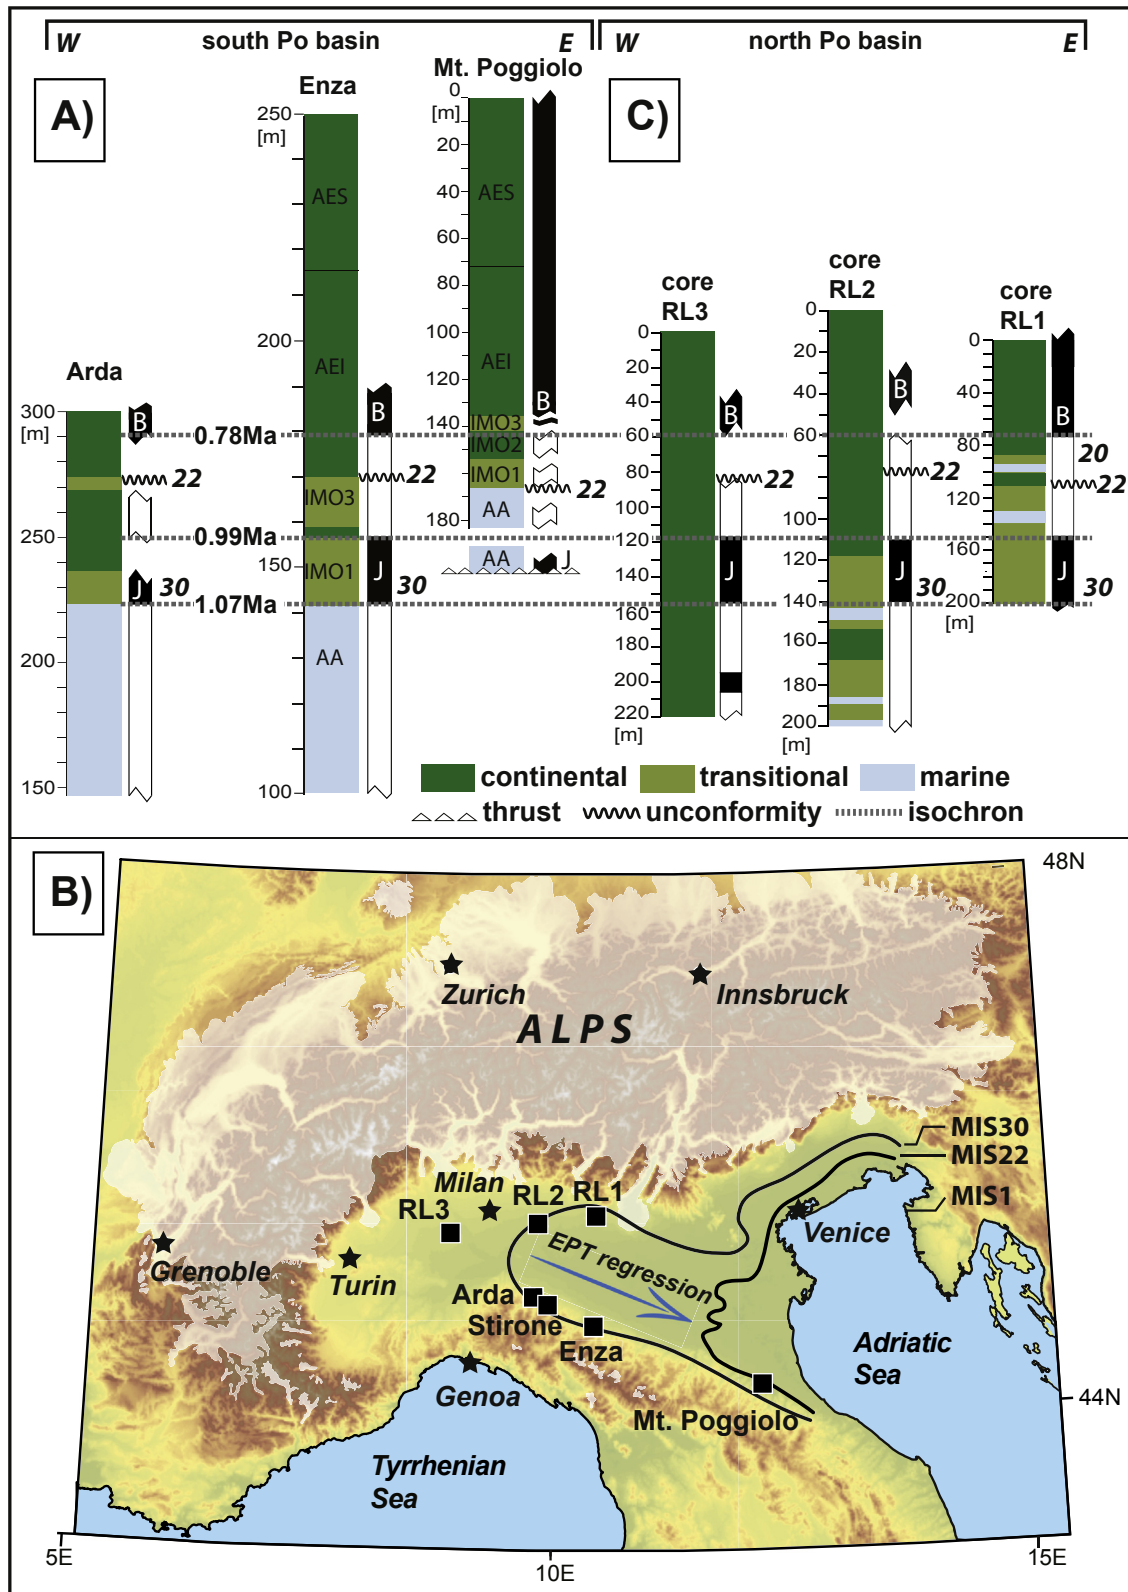 W south Po basin E
W north Po basin E
A)
C)
Arda
300
[m]
250
200
150
B
22
J
30
0.78Ma
0.99Ma
1.07Ma
Enza
250
[m]
200
150
100
AES
AEI
IMO3
IMO1
AA
B
22
J
30
Mt. Poggiolo
0
[m]
20
40
60
80
100
120
140
180
AES
AEI
IMO3
IMO2
IMO1
AA
AA
B
22
J
core
RL3
0
20
40
60
80
100
120
140
160
180
200
220
[m]
B
22
J
core
RL2
0
20
40
60
80
100
120
140
160
180
200
[m]
B
22
J
30
core
RL1
0
20
40
60
80
120
160
200
[m]
B
20
22
30
continental transitional marine
thrust unconformity isochron
B)
48N
Zurich
Innsbruck
ALPS
MIS30
MIS22
MIS1
Milan
RL3
RL2
RL1
Venice
Grenoble
Turin
EPT regression
Arda
Stirone
Enza
Adriatic
Sea
44N
Genoa
Mt. Poggiolo
Tyrrhenian
Sea
5E
10E
15E